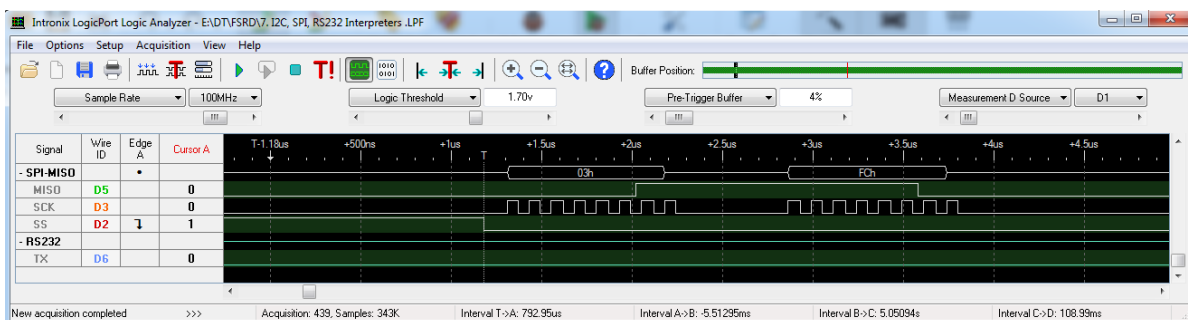 Intronix LogicPort Logic Analyzer - E:\DT\FSRD\7. I2C, SPI, RS232 Interpreters .LPF
File Options Setup Acquisition View Help
T! 1010 0101 ? Buffer Position:
Sample Rate 100MHz Logic Threshold 1.70v Pre-Trigger Buffer 4% Measurement D Source D1
Signal Wire ID Edge A Cursor A T-1.18us +500ns +1us T +1.5us +2us +2.5us +3us +3.5us +4us +4.5us
- SPI-MISO 03h FCh
MISO D5 0
SCK D3 0
SS D2 1
- RS232
TX D6 0
New acquisition completed >>> Acquisition: 439, Samples: 343K Interval T->A: 792.95us Interval A->B: -5.51295ms Interval B->C: 5.05094s Interval C->D: 108.99ms